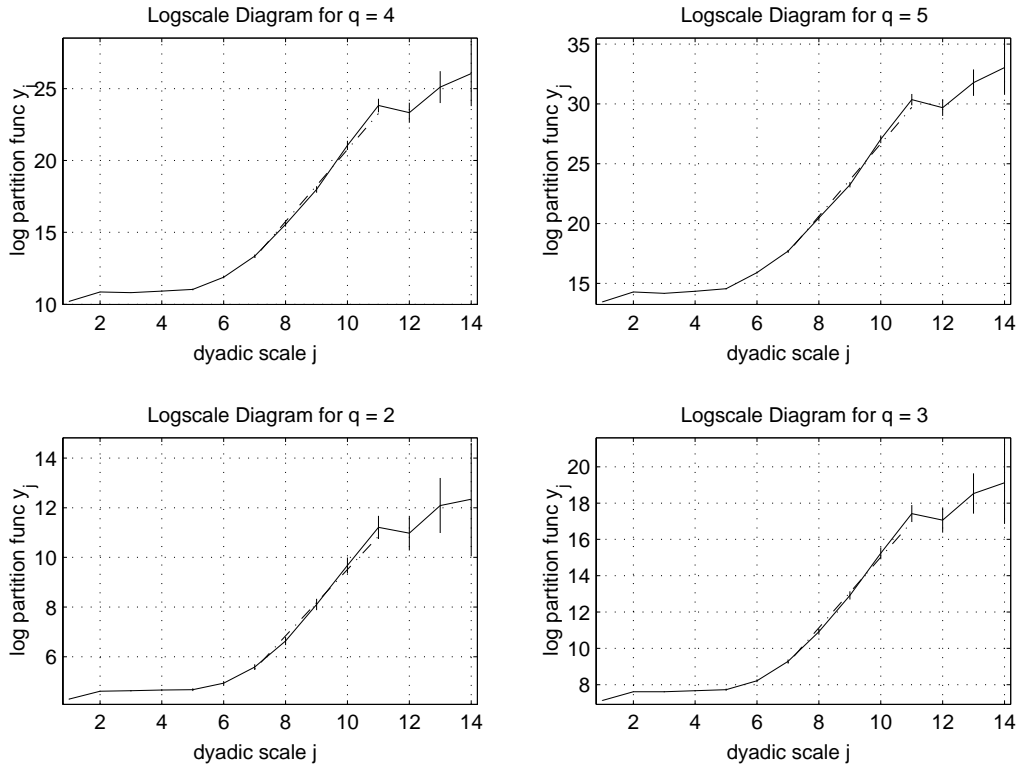 Logscale Diagram for q = 4
log partition func y_j
25
20
15
10
2 4 6 8 10 12 14
dyadic scale j
Logscale Diagram for q = 5
log partition func y_j
35
30
25
20
15
2 4 6 8 10 12 14
dyadic scale j
Logscale Diagram for q = 2
log partition func y_j
14
12
10
8
6
2 4 6 8 10 12 14
dyadic scale j
Logscale Diagram for q = 3
log partition func y_j
20
18
16
14
12
10
8
2 4 6 8 10 12 14
dyadic scale j